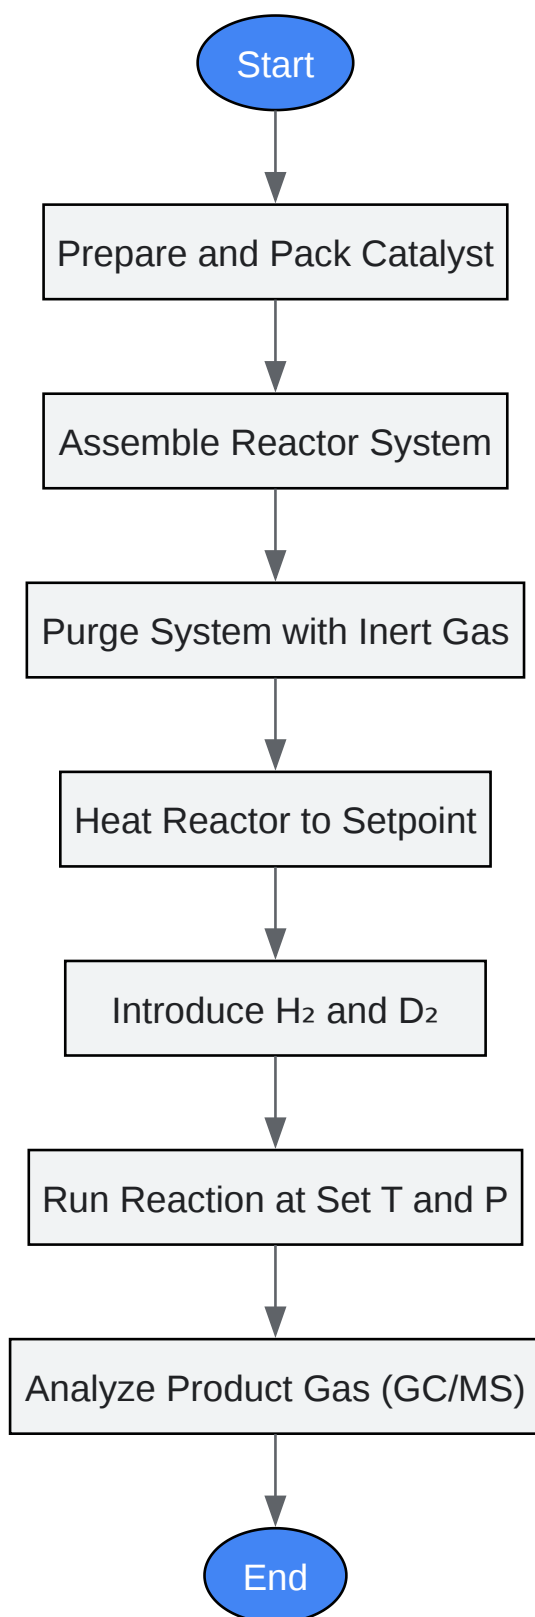 Start
Prepare and Pack Catalyst
Assemble Reactor System
Purge System with Inert Gas
Heat Reactor to Setpoint
Introduce H₂ and D₂
Run Reaction at Set T and P
Analyze Product Gas (GC/MS)
End